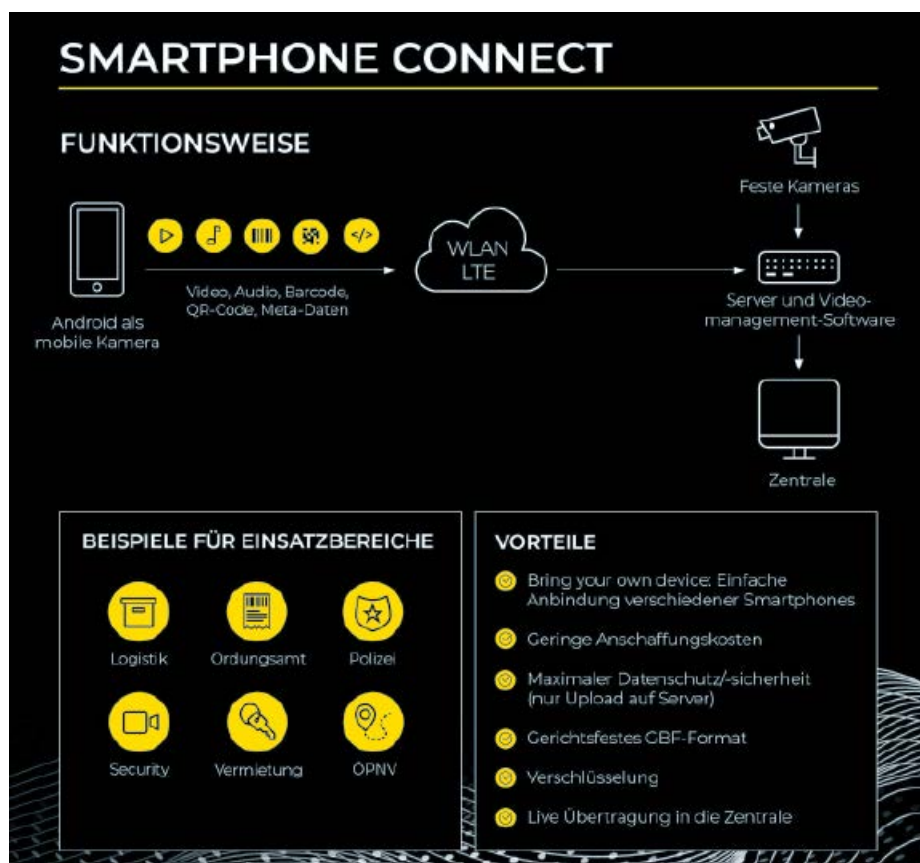 SMARTPHONE CONNECT
FUNKTIONSWEISE
Feste Kameras
WLAN
LTE
Video, Audio, Barcode,
QR-Code, Meta-Daten
Android als
mobile Kamera
Server und Video-
management-Software
Zentrale
BEISPIELE FÜR EINSATZBEREICHE
Logistik
Ordungsamt
Polizei
Security
Vermietung
ÖPNV
VORTEILE
Bring your own device: Einfache
Anbindung verschiedener Smartphones
Geringe Anschaffungskosten
Maximaler Datenschutz/-sicherheit
(nur Upload auf Server)
Gerichtsfestes GBF-Format
Verschlüsselung
Live Übertragung in die Zentrale